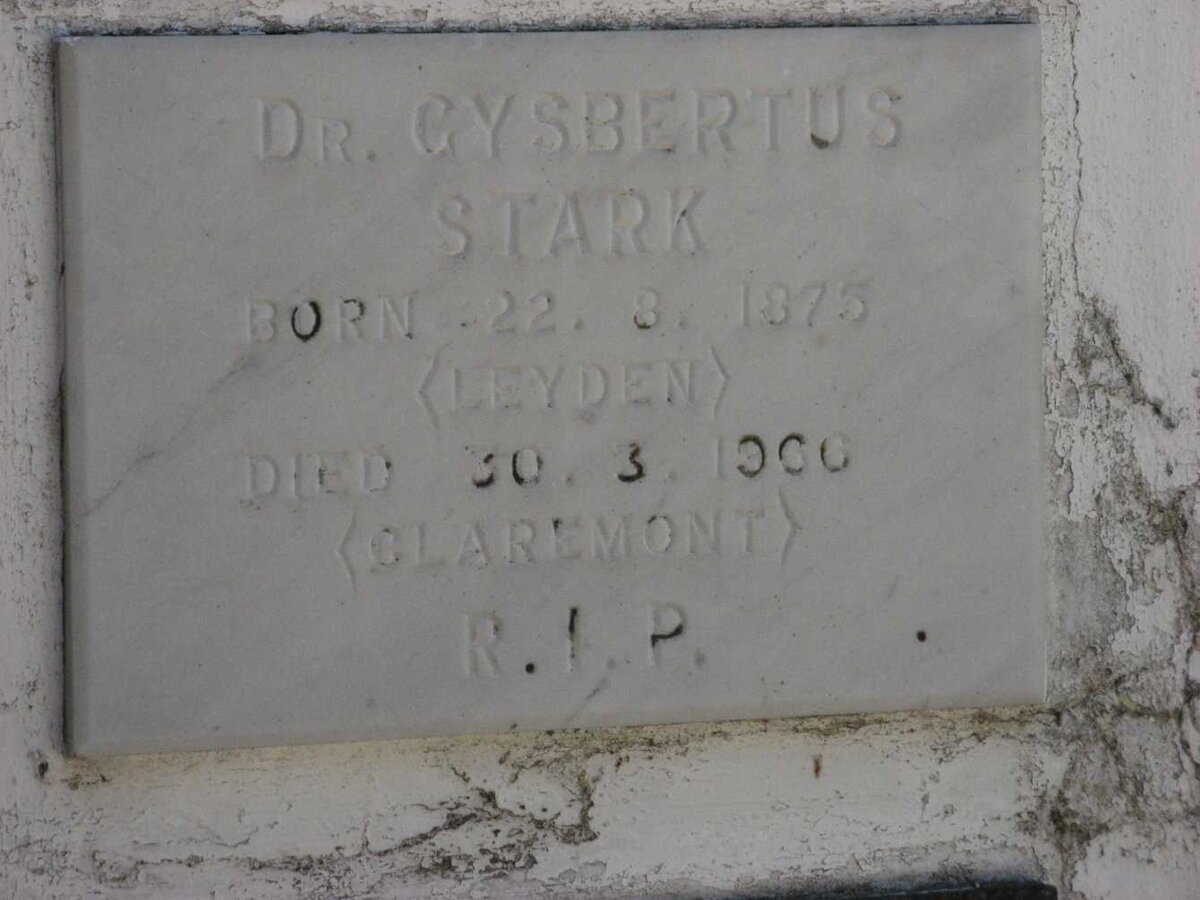 DR. GYSBERTUS
STARK
BORN 22. 8. 1875
<LEYDEN>
DIED 30. 3. 1966
<CLAREMONT>
R.I.P.